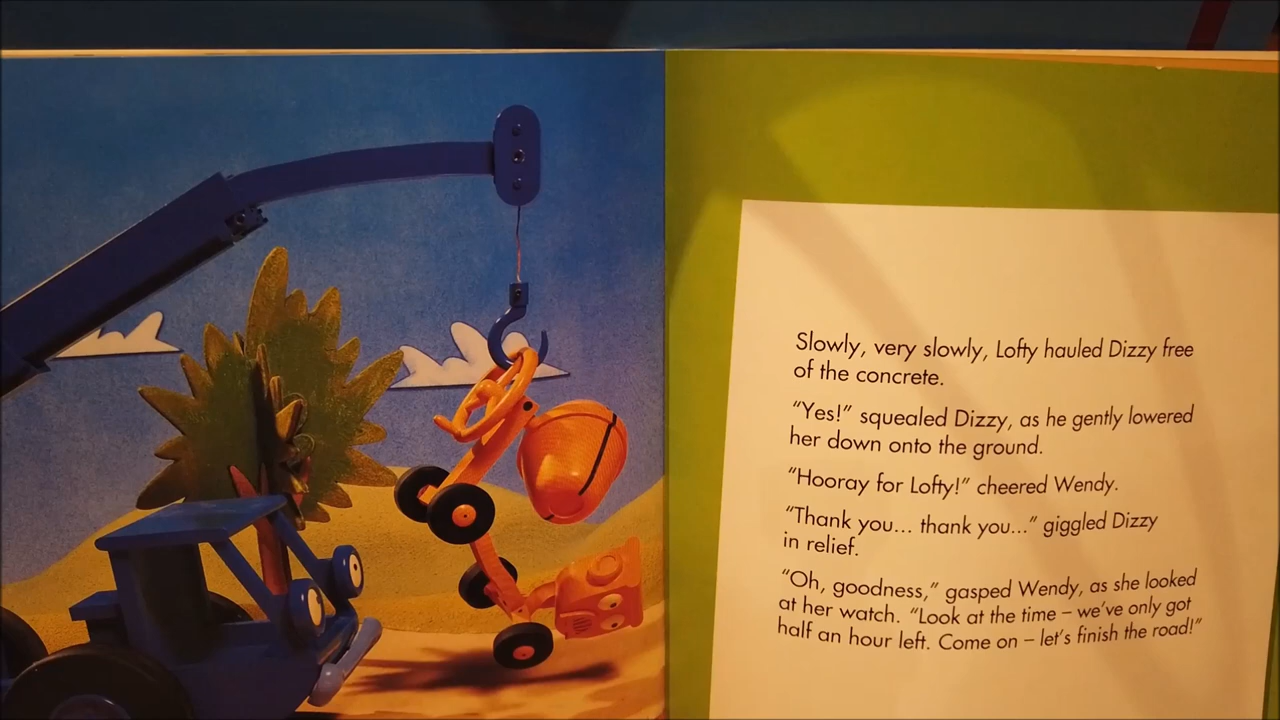 Slowly, very slowly, Lofty hauled Dizzy free
of the concrete.
“Yes!” squealed Dizzy, as he gently lowered
her down onto the ground.
“Hooray for Lofty!” cheered Wendy.
“Thank you... thank you...” giggled Dizzy
in relief.
“Oh, goodness,” gasped Wendy, as she looked
at her watch. “Look at the time – we’ve only got
half an hour left. Come on – let’s finish the road!”